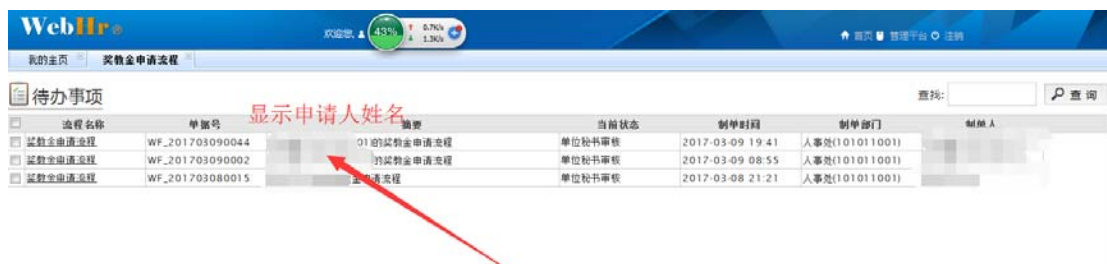 WebHr®
欢迎您, 43% 0.7K/s 1.3K/s 首页 管理平台 注销
我的主页 奖教金申请流程
待办事项 查找: 查询
显示申请人姓名
流程名称 单据号 摘要 当前状态 制单时间 制单部门 制单人
奖教金申请流程 WF_201703090044 01)的奖教金申请流程 单位秘书审核 2017-03-09 19:41 人事处(101011001)
奖教金申请流程 WF_201703090002 的奖教金申请流程 单位秘书审核 2017-03-09 08:55 人事处(101011001)
奖教金申请流程 WF_201703080015 金申请流程 单位秘书审核 2017-03-08 21:21 人事处(101011001)